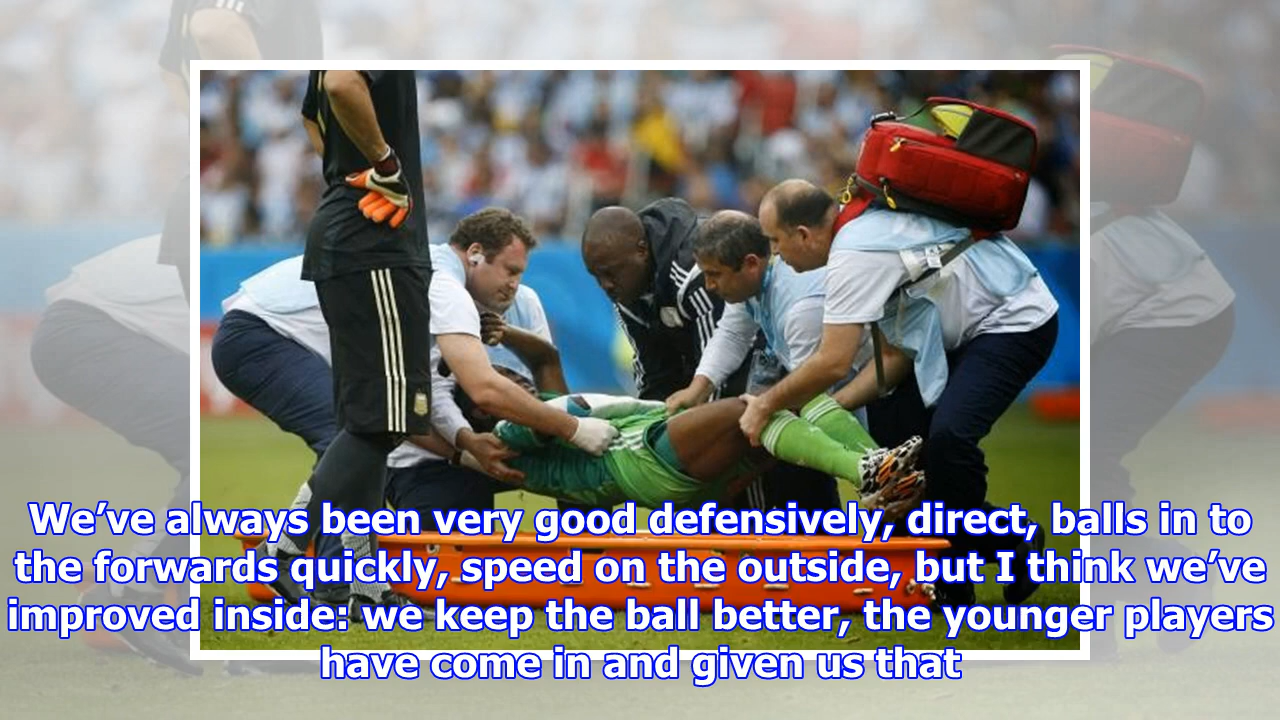 We’ve always been very good defensively, direct, balls in to
the forwards quickly, speed on the outside, but I think we’ve
improved inside: we keep the ball better, the younger players
have come in and given us that